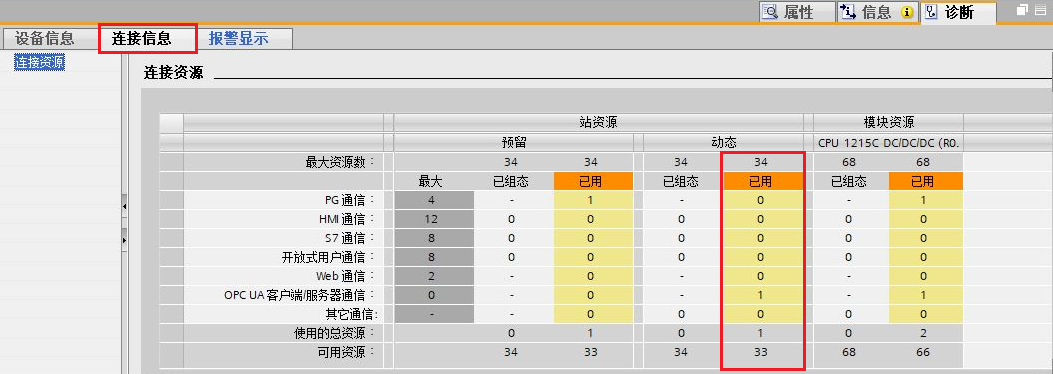 属性 信息 诊断
设备信息 连接信息 报警显示
连接资源
连接资源
站资源 模块资源
预留 动态 CPU 1215C DC/DC/DC (R0.
最大资源数： 34 34 34 34 68 68
最大 已组态 已用 已组态 已用 已组态 已用
PG 通信： 4 - 1 - 0 - 1
HMI 通信： 12 0 0 0 0 0 0
S7 通信： 8 0 0 0 0 0 0
开放式用户通信： 8 0 0 0 0 0 0
Web 通信： 2 - 0 - 0 - 0
OPC UA 客户端/服务器通信： 0 - 0 - 1 - 1
其它通信: - - 0 0 0 0 0
使用的总资源： 0 1 0 1 0 2
可用资源： 34 33 34 33 68 66